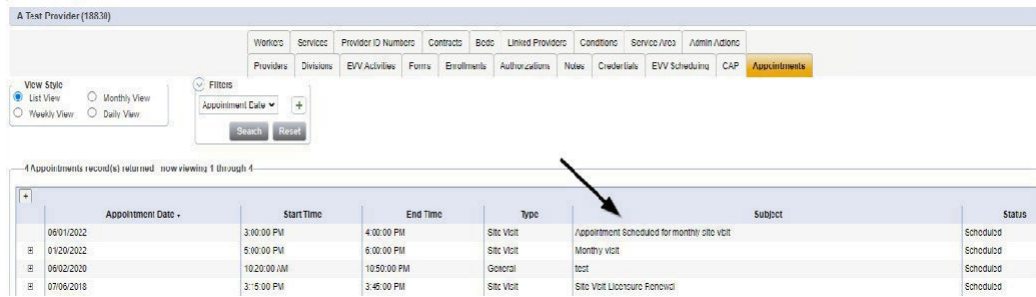 A Test Provider (18830)
Workers Services Provider ID Numbers Contracts Beds Linked Providers Conditions Service Area Admin Actions
Providers Divisions EVV Activities Forms Enrollments Authorizations Notes Credentials EVV Scheduling CAP Appointments
View Style
List View Monthly View
Weekly View Daily View
Filters
Appointment Date +
Search Reset
4 Appointments record(s) returned now viewing 1 through 4
+
Appointment Date Start Time End Time Type Subject Status
06/01/2022 3:00:00 PM 4:00:00 PM Site Visit Appointment Scheduled for monthly site visit Scheduled
01/20/2022 5:00:00 PM 6:00:00 PM Site Visit Monthy visit Scheduled
06/02/2020 10:20:00 AM 10:50:00 PM General test Scheduled
07/06/2018 3:15:00 PM 3:45:00 PM Site Visit Site Visit Licensure Renewal Scheduled